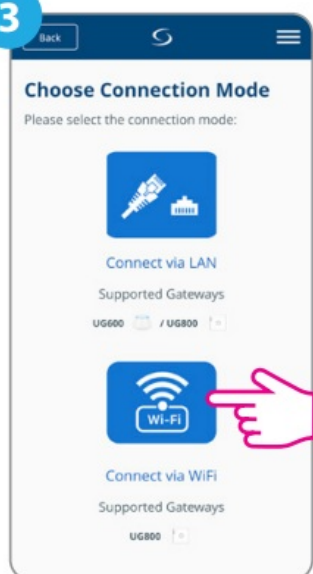 3
Back
Choose Connection Mode
Please select the connection mode:
Connect via LAN
Supported Gateways
UG600 / UG800
Wi-Fi
Connect via WiFi
Supported Gateways
UG800